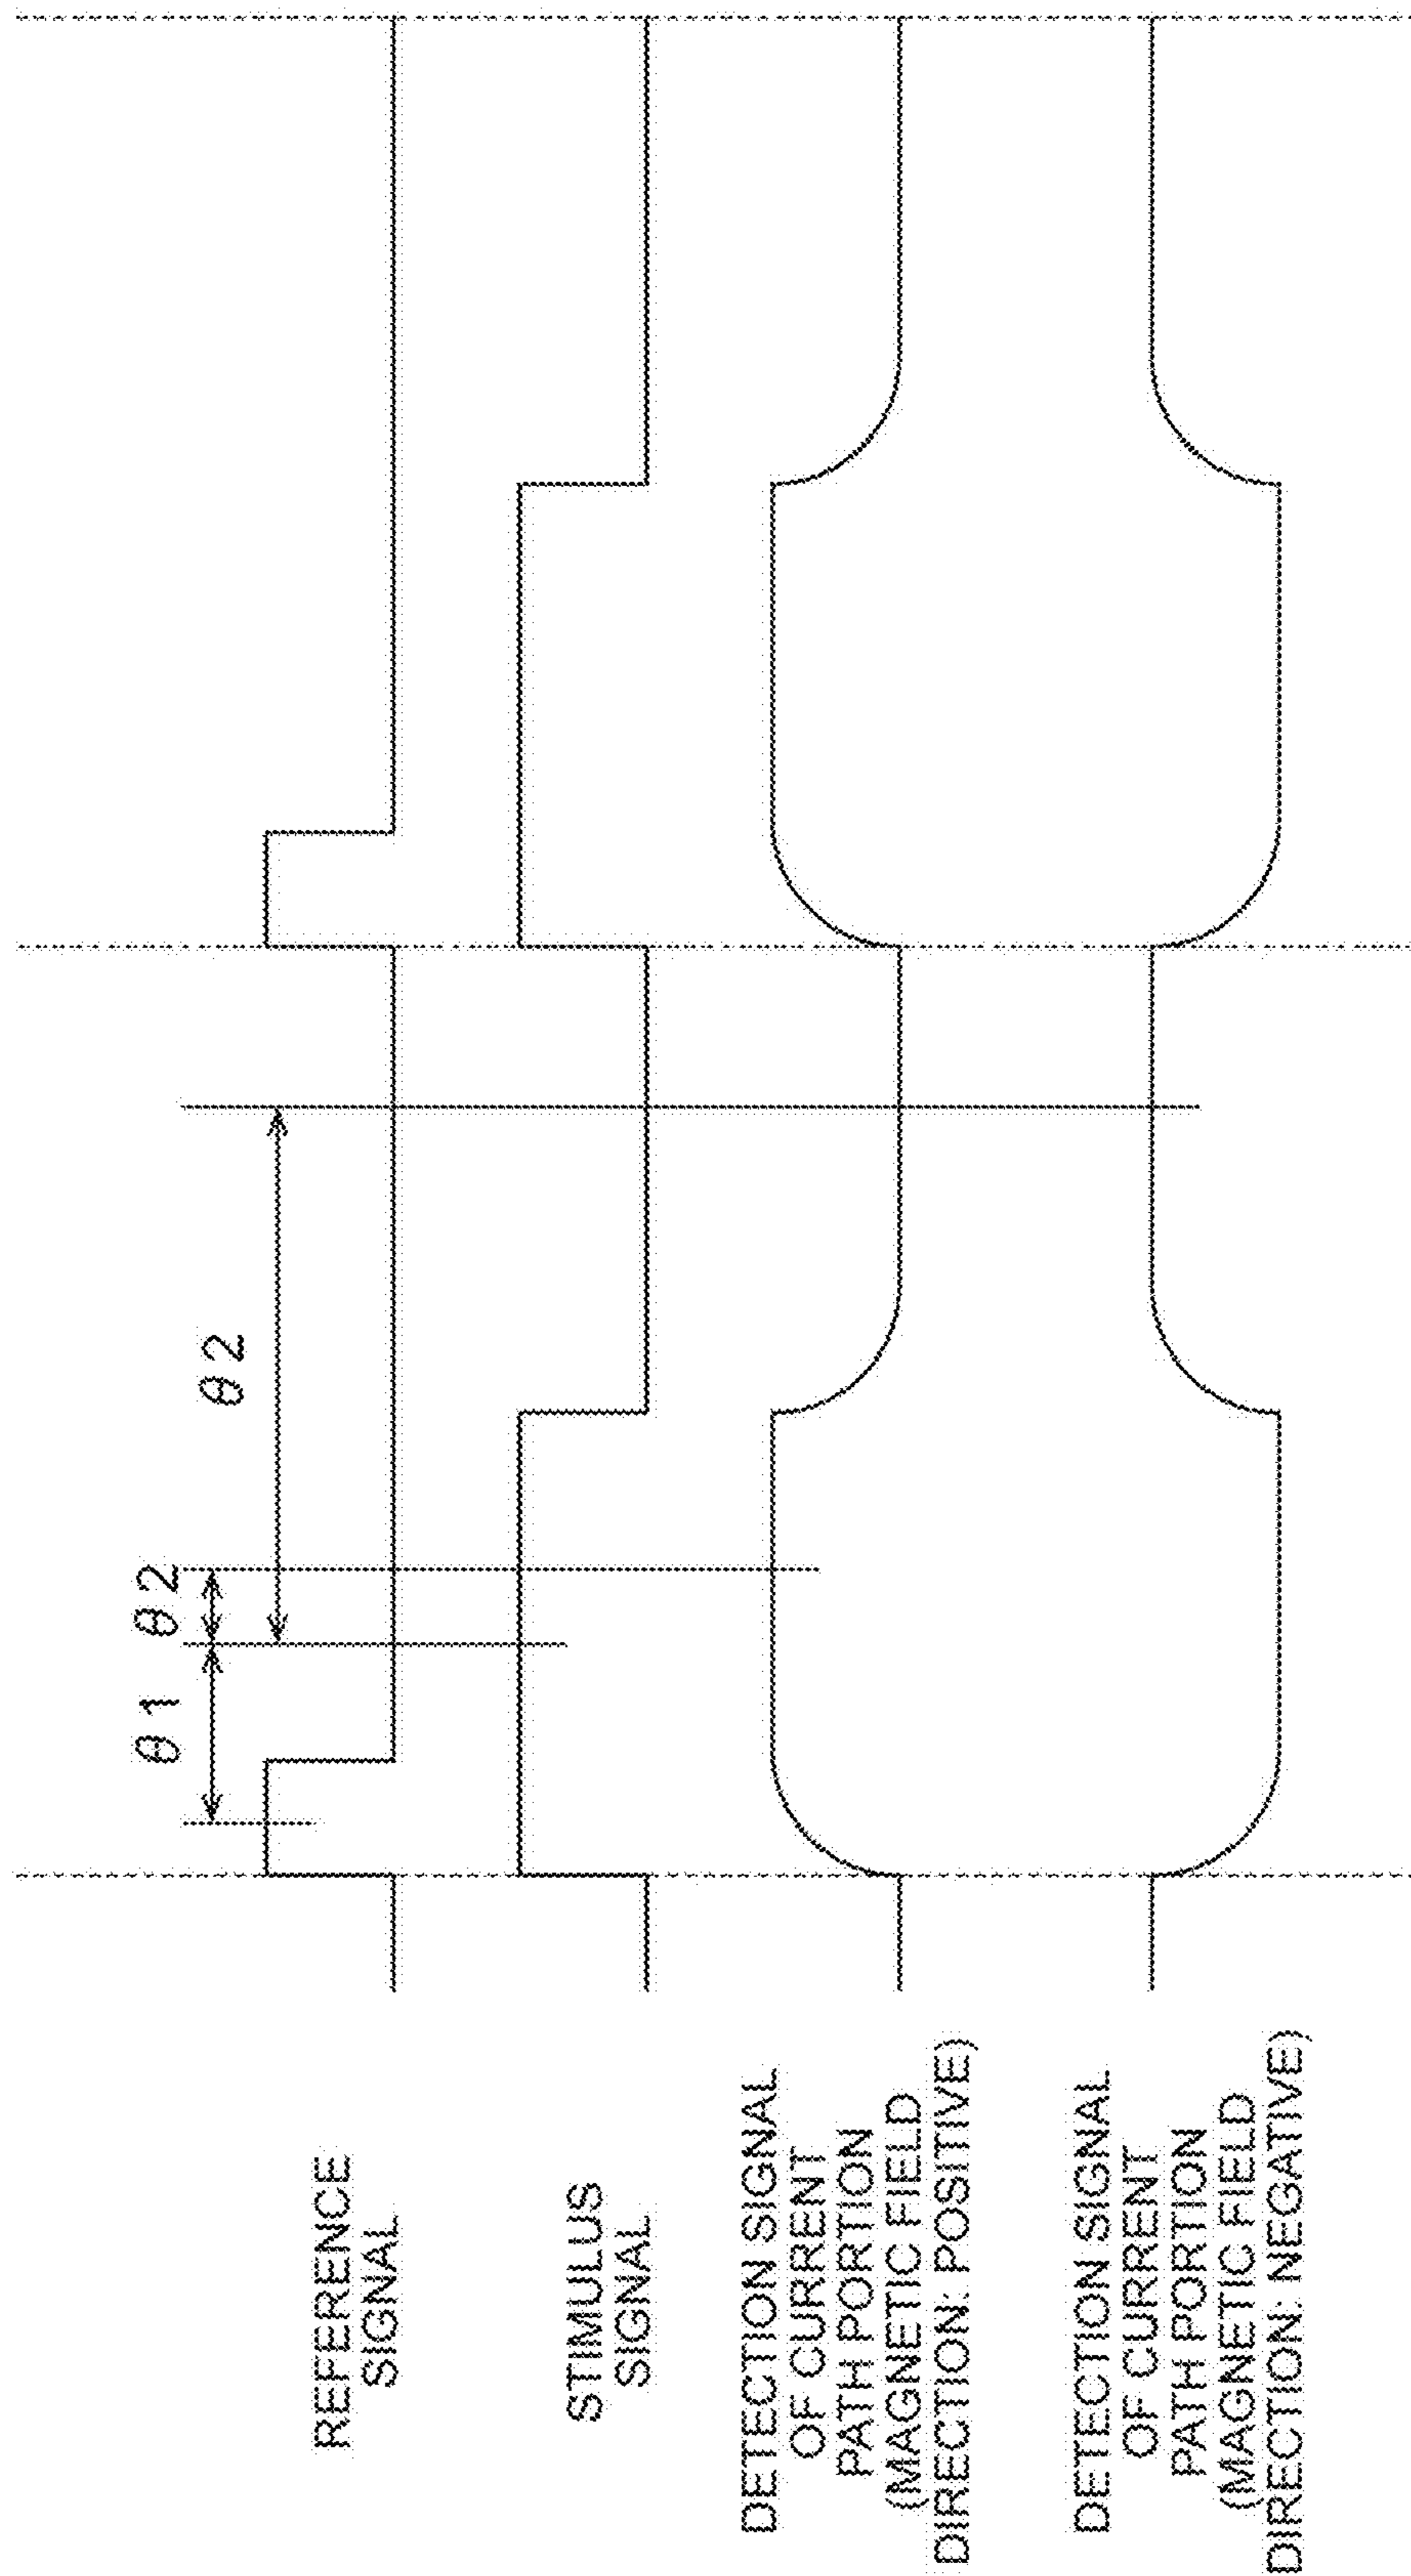 θ1
θ2
θ2
REFERENCE
SIGNAL
STIMULUS
SIGNAL
DETECTION SIGNAL
OF CURRENT
PATH PORTION
(MAGNETIC FIELD
DIRECTION: POSITIVE)
DETECTION SIGNAL
OF CURRENT
PATH PORTION
(MAGNETIC FIELD
DIRECTION: NEGATIVE)